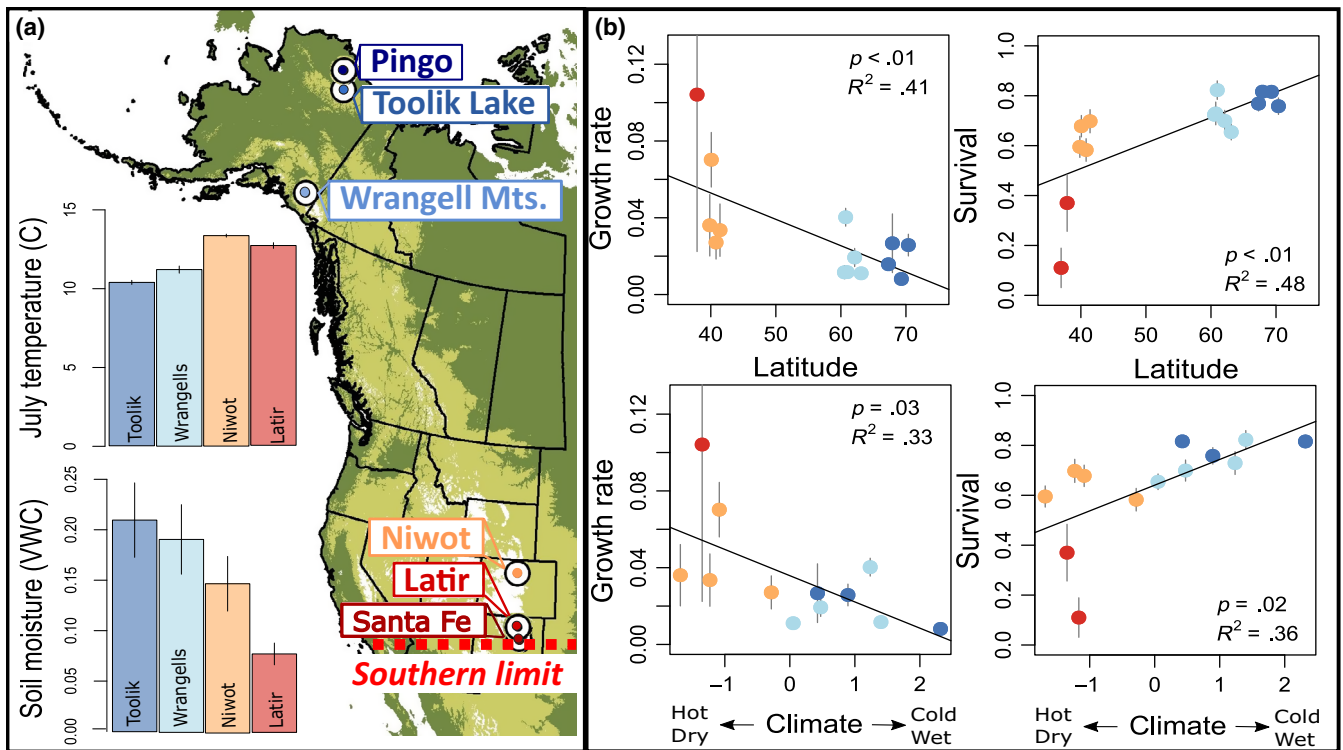 (a)
Pingo
Toolik Lake
Wrangell Mts.
Niwot
Latir
Santa Fe
Southern limit
July temperature (C)
15
10
5
0
Toolik
Wrangells
Niwot
Latir
Soil moisture (VWC)
0.25
0.20
0.15
0.10
0.05
0.00
Toolik
Wrangells
Niwot
Latir
(b)
Growth rate
0.12
0.08
0.04
0.00
p < .01
R² = .41
40 50 60 70
Latitude
Survival
1.0
0.8
0.6
0.4
0.2
0.0
p < .01
R² = .48
40 50 60 70
Latitude
Growth rate
0.12
0.08
0.04
0.00
p = .03
R² = .33
−1 0 1 2
Hot
Dry
Climate
Cold
Wet
Survival
1.0
0.8
0.6
0.4
0.2
0.0
p = .02
R² = .36
−1 0 1 2
Hot
Dry
Climate
Cold
Wet